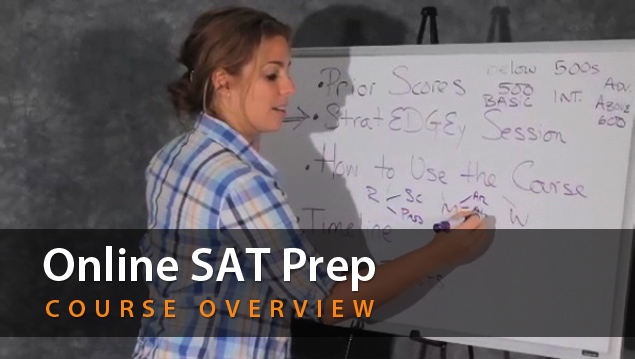 • Prior Scores
below 500s
500
BASIC
INT.
ADV.
ABOVE
600
• StratEDGEy Session
• How to Use the Course
R
SC
PASS
M
AR
W
• Timeline
Online SAT Prep
COURSE OVERVIEW